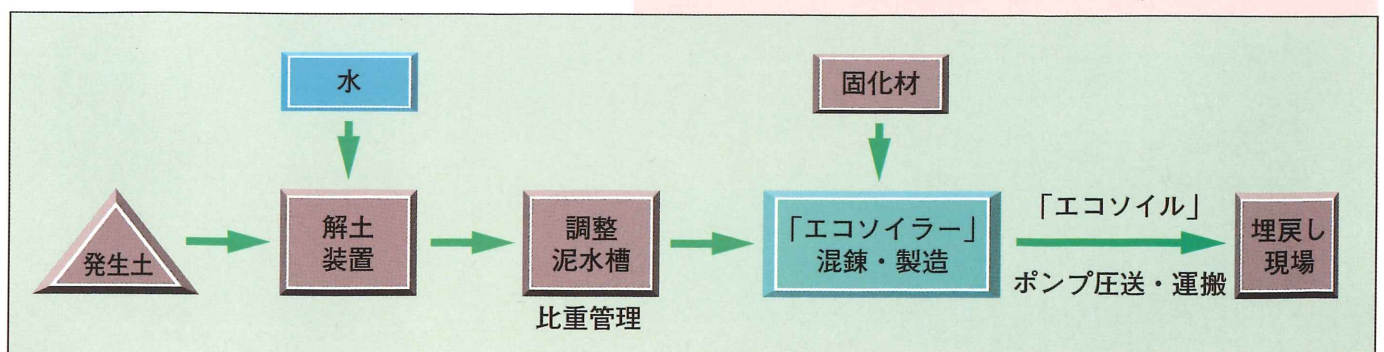 水
固化材
発生土
解土
装置
調整
泥水槽
比重管理
「エコソイラー」
混錬・製造
「エコソイル」
ポンプ圧送・運搬
埋戻し
現場